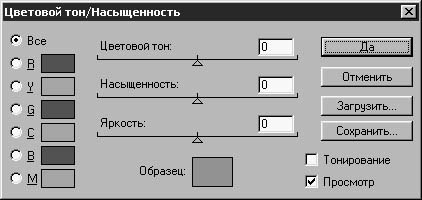 Цветовой тон/Насыщенность
Все
R
Y
G
C
B
M
Цветовой тон: 0
Насыщенность: 0
Яркость: 0
Образец:
Да
Отменить
Загрузить...
Сохранить...
Тонирование
Просмотр